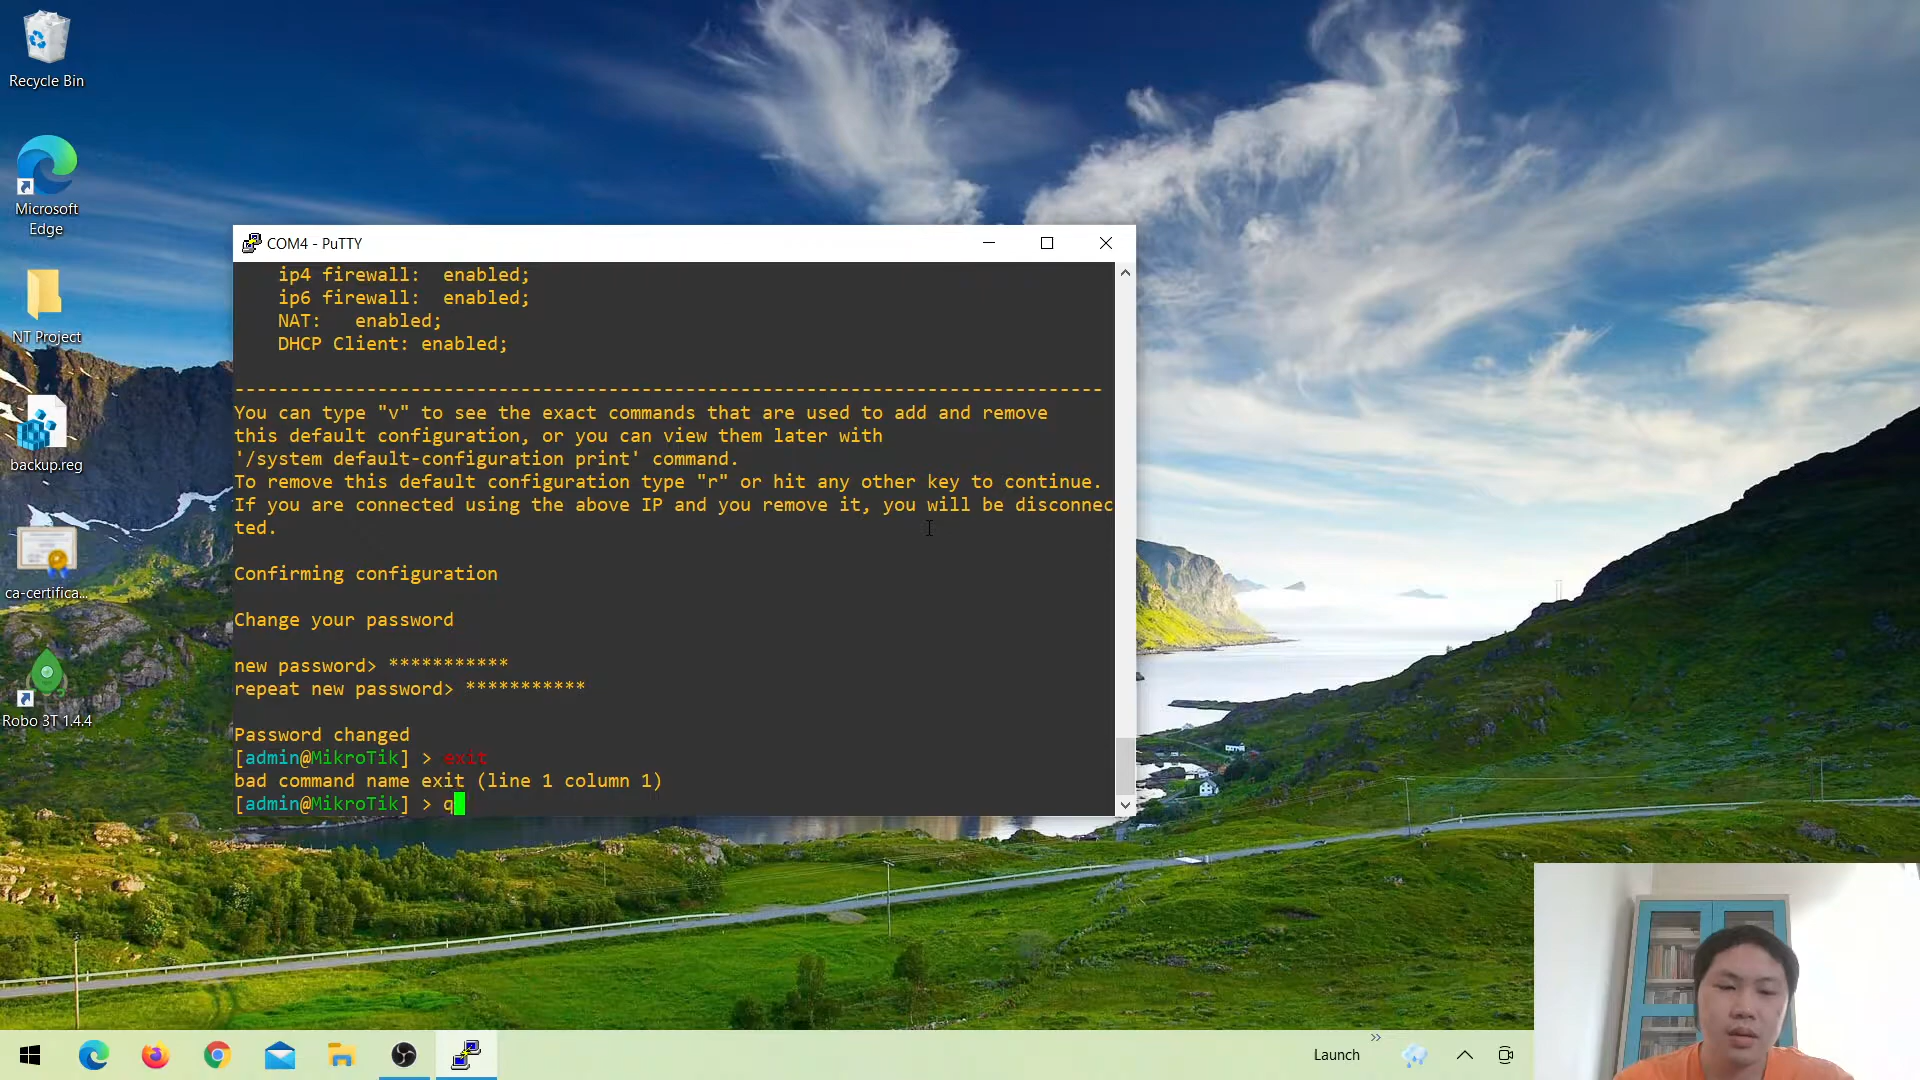 Recycle Bin
Microsoft
Edge
NT Project
backup.reg
ca-certifica...
Robo 3T 1.4.4
COM4 - PuTTY
ip4 firewall:  enabled;
ip6 firewall:  enabled;
NAT:   enabled;
DHCP Client: enabled;
-------------------------------------------------------------------------------
You can type "v" to see the exact commands that are used to add and remove
this default configuration, or you can view them later with
'/system default-configuration print' command.
To remove this default configuration type "r" or hit any other key to continue.
If you are connected using the above IP and you remove it, you will be disconnec
ted.
Confirming configuration
Change your password
new password> ***********
repeat new password> ***********
Password changed
[admin@MikroTik] > exit
bad command name exit (line 1 column 1)
[admin@MikroTik] > q
Launch